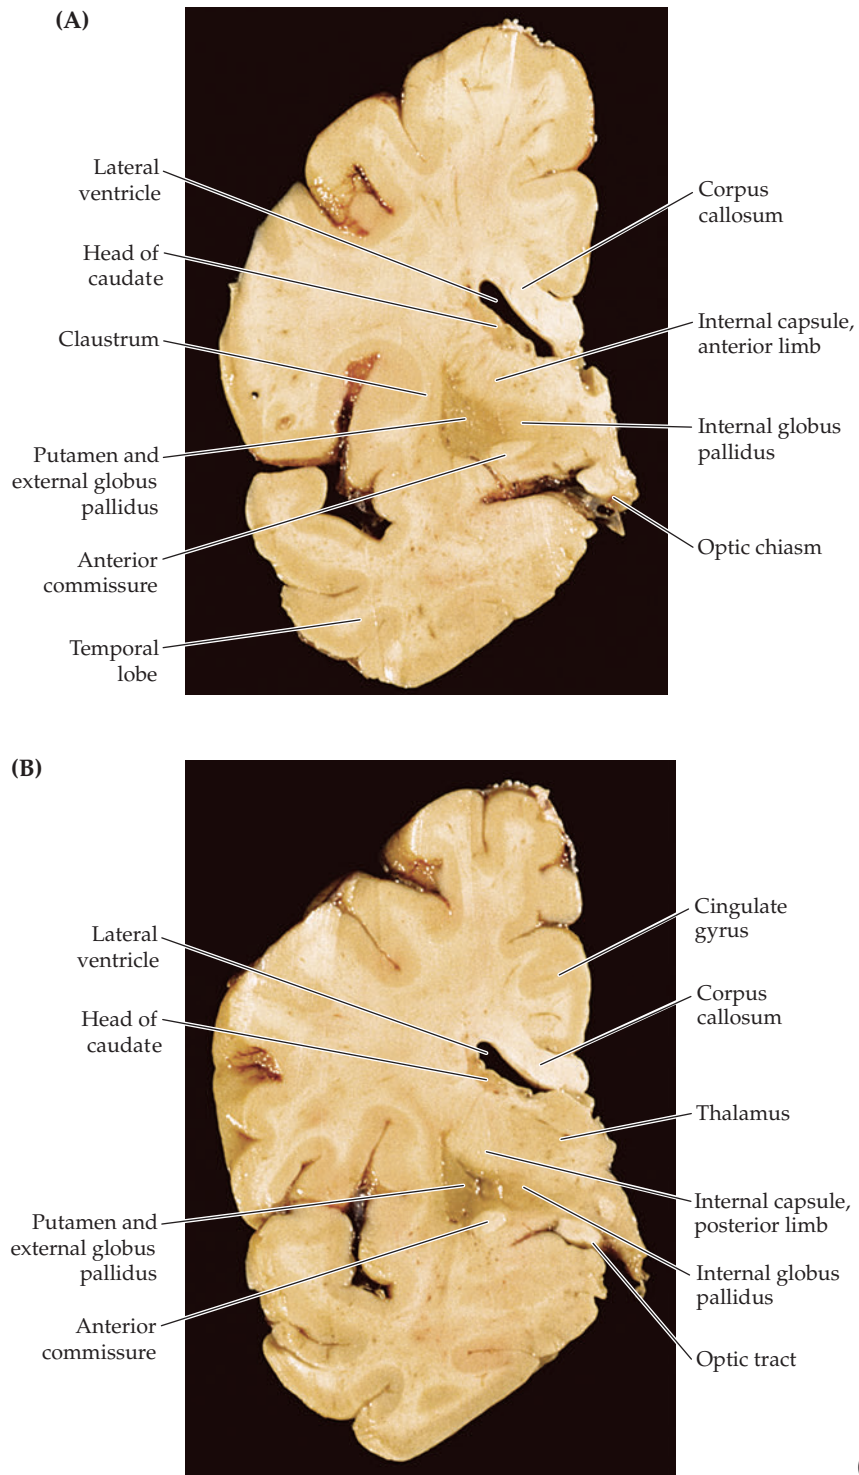 (A)
Lateral
ventricle
Head of
caudate
Claustrum
Putamen and
external globus
pallidus
Anterior
commissure
Temporal
lobe
Corpus
callosum
Internal capsule,
anterior limb
Internal globus
pallidus
Optic chiasm
(B)
Lateral
ventricle
Head of
caudate
Putamen and
external globus
pallidus
Anterior
commissure
Cingulate
gyrus
Corpus
callosum
Thalamus
Internal capsule,
posterior limb
Internal globus
pallidus
Optic tract